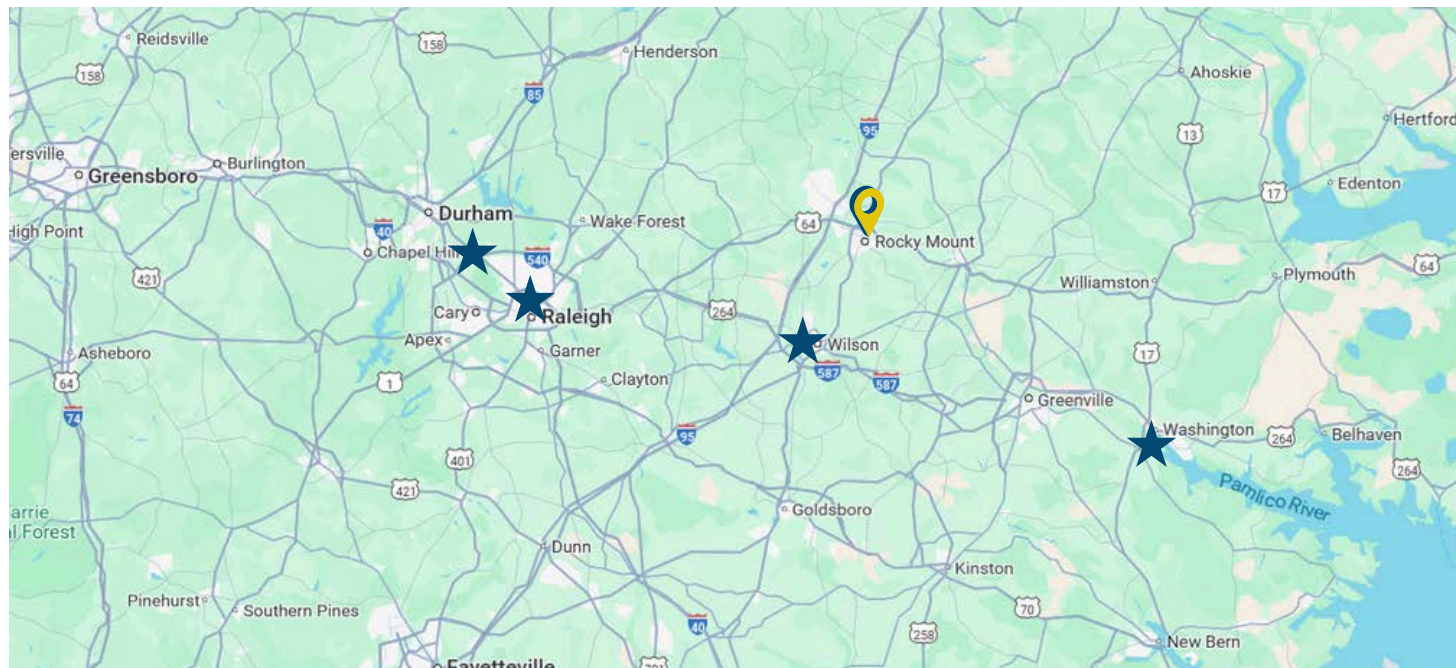 Reidsville
158
Henderson
158
85
Ahoskie
95
13
Hertford
ersville
Burlington
Greensboro
17
Edenton
Durham
Wake Forest
64
40
High Point
Rocky Mount
Chapel Hill
540
64
421
Williamston
Plymouth
264
Cary
Raleigh
Apex
Garner
Wilson
Asheboro
17
64
1
Clayton
587
587
74
Greenville
Washington
95
264
Belhaven
401
264
421
Pamlico River
arrie
al Forest
Goldsboro
Dunn
Kinston
Pinehurst
Southern Pines
70
40
258
New Bern
Fayetteville
701